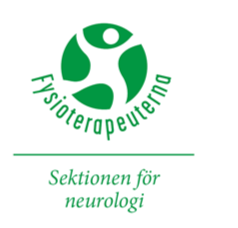 Fysioterapeuterna
Sektionen för
neurologi